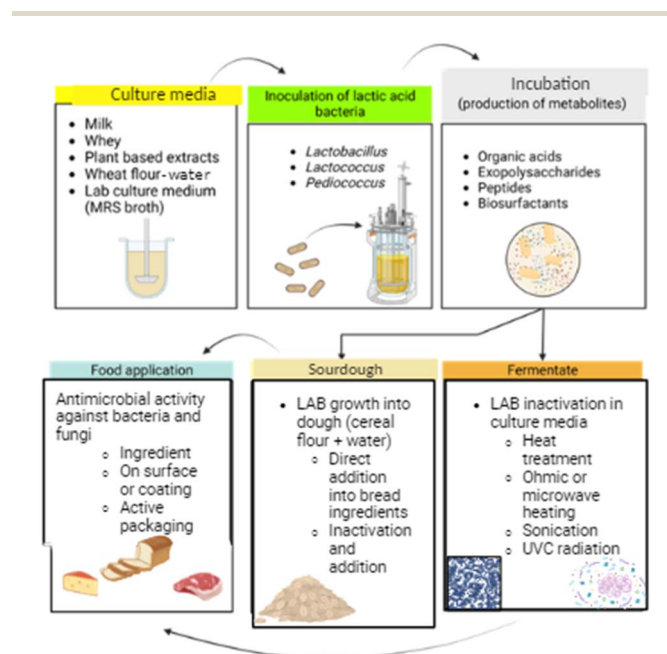 Culture media
• Milk
• Whey
• Plant based extracts
• Wheat flour-water
• Lab culture medium
(MRS broth)
Inoculation of lactic acid
bacteria
• Lactobacillus
• Lactococcus
• Pediococcus
Incubation
(production of metabolites)
• Organic acids
• Exopolysaccharides
• Peptides
• Biosurfactants
Food application
Antimicrobial activity
against bacteria and
fungi
○ Ingredient
○ On surface
or coating
○ Active
packaging
Sourdough
• LAB growth into
dough (cereal
flour + water)
○ Direct
addition
into bread
ingredients
○ Inactivation
and
addition
Fermentate
• LAB inactivation in
culture media
○ Heat
treatment
○ Ohmic or
microwave
heating
○ Sonication
○ UVC radiation